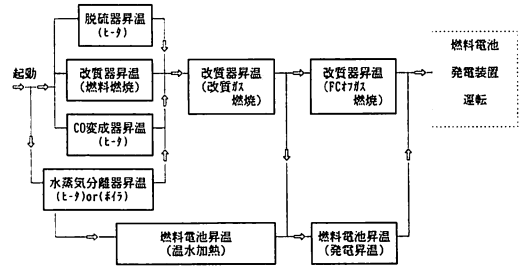 脱硫器昇温
(ﾋｰﾀ)
起動
改質器昇温
(燃料燃焼)
CO変成器昇温
(ﾋｰﾀ)
水蒸気分離器昇温
(ﾋｰﾀ)or(ﾎﾞｲﾗ)
改質器昇温
(改質ｶﾞｽ
燃焼)
改質器昇温
(FCｵﾌｶﾞｽ
燃焼)
燃料電池
発電装置
運転
燃料電池昇温
(温水加熱)
燃料電池昇温
(発電昇温)